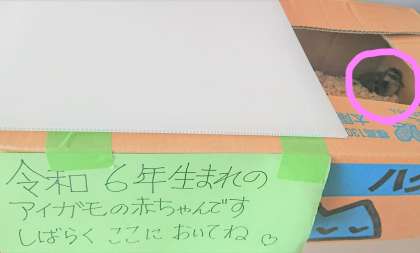 令和6年生まれの
アイガモの赤ちゃんです
しばらくここにおいてね♡